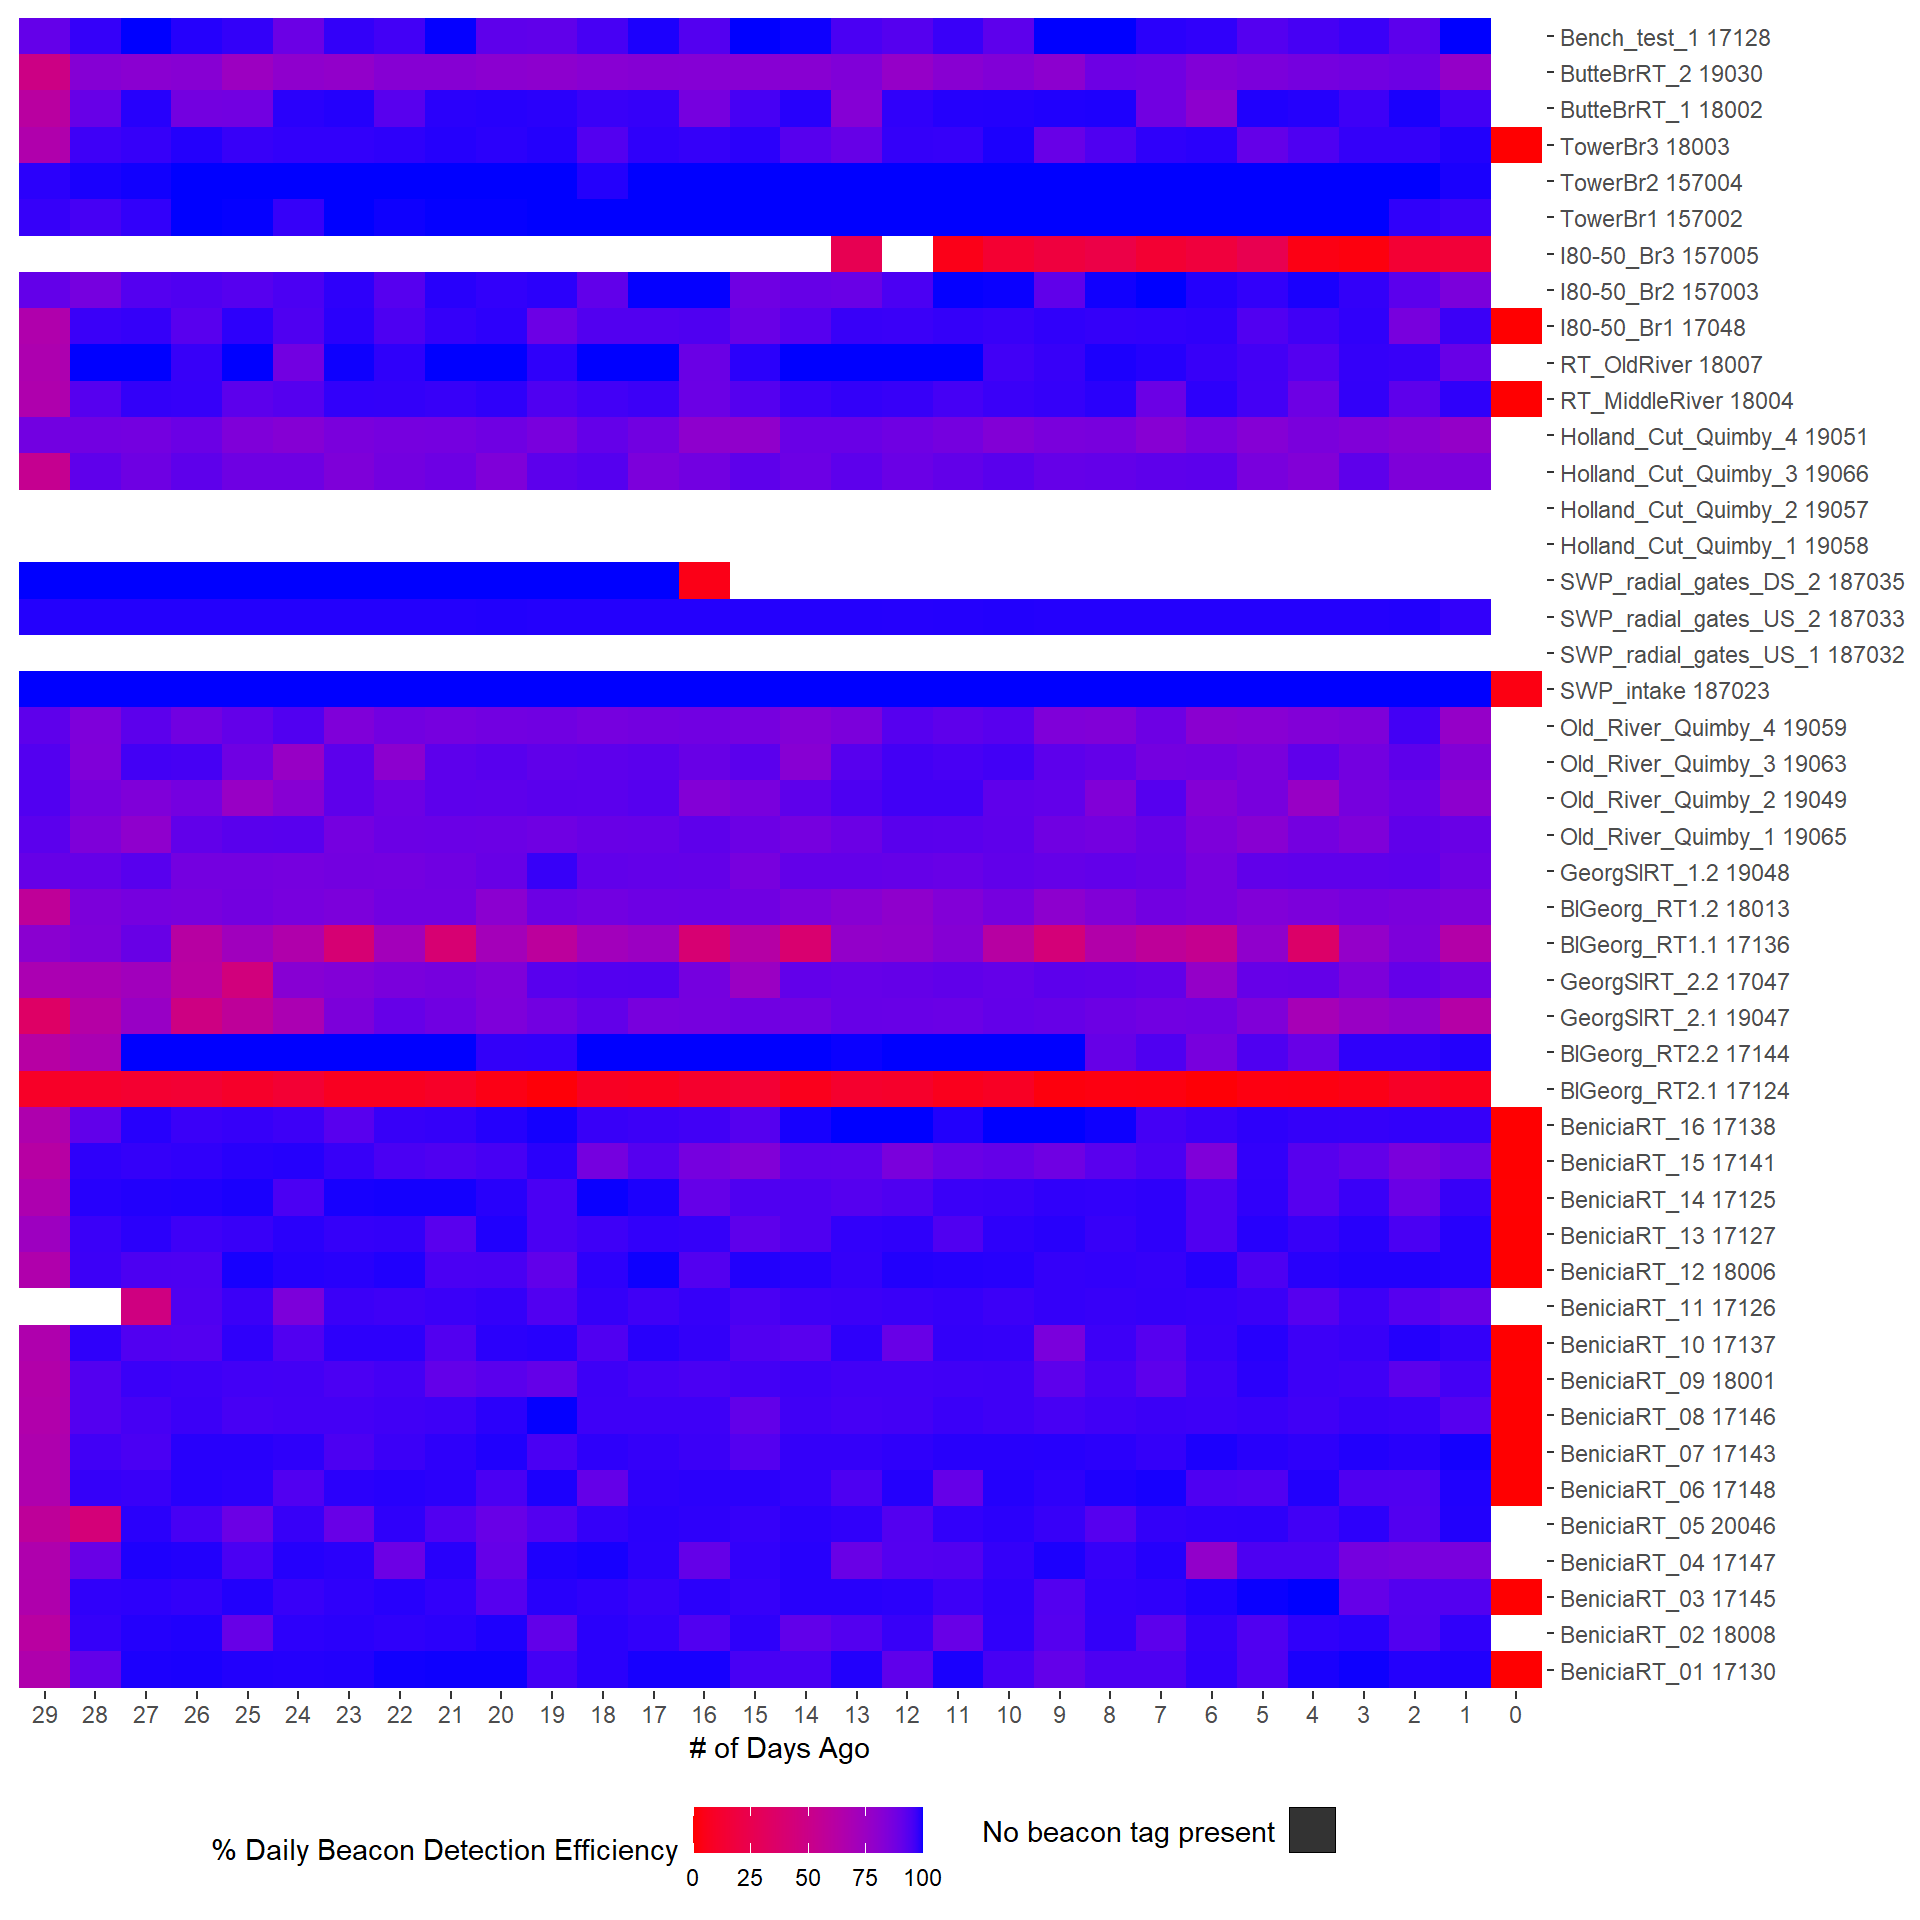 Bench_test_1 17128
ButteBrRT_2 19030
ButteBrRT_1 18002
TowerBr3 18003
TowerBr2 157004
TowerBr1 157002
I80-50_Br3 157005
I80-50_Br2 157003
I80-50_Br1 17048
RT_OldRiver 18007
RT_MiddleRiver 18004
Holland_Cut_Quimby_4 19051
Holland_Cut_Quimby_3 19066
Holland_Cut_Quimby_2 19057
Holland_Cut_Quimby_1 19058
SWP_radial_gates_DS_2 187035
SWP_radial_gates_US_2 187033
SWP_radial_gates_US_1 187032
SWP_intake 187023
Old_River_Quimby_4 19059
Old_River_Quimby_3 19063
Old_River_Quimby_2 19049
Old_River_Quimby_1 19065
GeorgSlRT_1.2 19048
BlGeorg_RT1.2 18013
BlGeorg_RT1.1 17136
GeorgSlRT_2.2 17047
GeorgSlRT_2.1 19047
BlGeorg_RT2.2 17144
BlGeorg_RT2.1 17124
BeniciaRT_16 17138
BeniciaRT_15 17141
BeniciaRT_14 17125
BeniciaRT_13 17127
BeniciaRT_12 18006
BeniciaRT_11 17126
BeniciaRT_10 17137
BeniciaRT_09 18001
BeniciaRT_08 17146
BeniciaRT_07 17143
BeniciaRT_06 17148
BeniciaRT_05 20046
BeniciaRT_04 17147
BeniciaRT_03 17145
BeniciaRT_02 18008
BeniciaRT_01 17130
29 28 27 26 25 24 23 22 21 20 19 18 17 16 15 14 13 12 11 10 9 8 7 6 5 4 3 2 1 0
# of Days Ago
% Daily Beacon Detection Efficiency
0 25 50 75 100
No beacon tag present